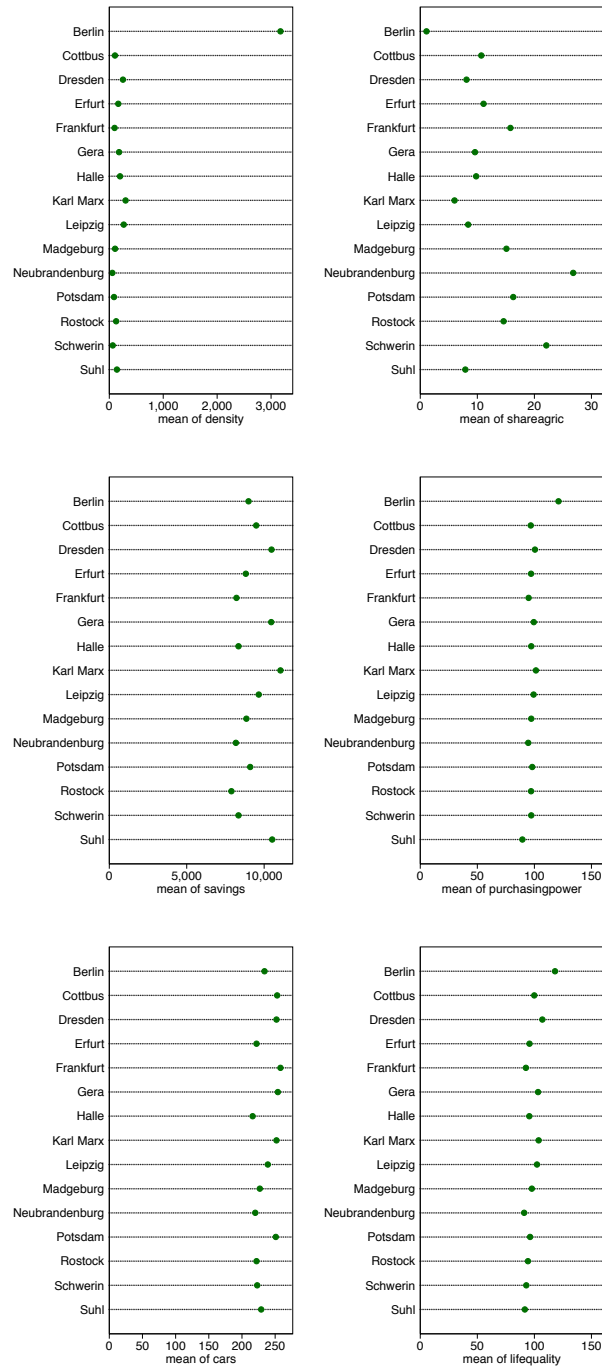 Berlin
Cottbus
Dresden
Erfurt
Frankfurt
Gera
Halle
Karl Marx
Leipzig
Madgeburg
Neubrandenburg
Potsdam
Rostock
Schwerin
Suhl
0 1,000 2,000 3,000
mean of density
Berlin
Cottbus
Dresden
Erfurt
Frankfurt
Gera
Halle
Karl Marx
Leipzig
Madgeburg
Neubrandenburg
Potsdam
Rostock
Schwerin
Suhl
0 10 20 30
mean of shareagric
Berlin
Cottbus
Dresden
Erfurt
Frankfurt
Gera
Halle
Karl Marx
Leipzig
Madgeburg
Neubrandenburg
Potsdam
Rostock
Schwerin
Suhl
0 5,000 10,000
mean of savings
Berlin
Cottbus
Dresden
Erfurt
Frankfurt
Gera
Halle
Karl Marx
Leipzig
Madgeburg
Neubrandenburg
Potsdam
Rostock
Schwerin
Suhl
0 50 100 150
mean of purchasingpower
Berlin
Cottbus
Dresden
Erfurt
Frankfurt
Gera
Halle
Karl Marx
Leipzig
Madgeburg
Neubrandenburg
Potsdam
Rostock
Schwerin
Suhl
0 50 100 150 200 250
mean of cars
Berlin
Cottbus
Dresden
Erfurt
Frankfurt
Gera
Halle
Karl Marx
Leipzig
Madgeburg
Neubrandenburg
Potsdam
Rostock
Schwerin
Suhl
0 50 100 150
mean of lifequality